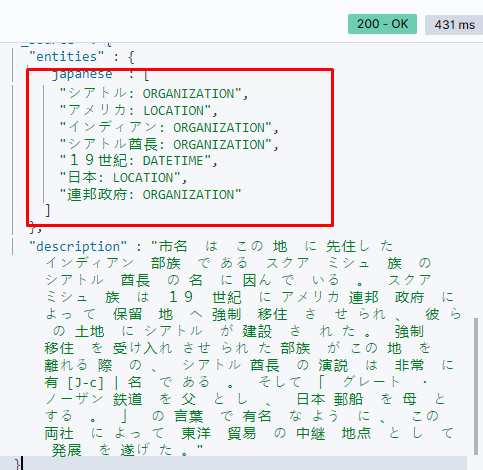 200 - OK 431 ms
"entities" : {
japanese : [
"シアトル: ORGANIZATION",
"アメリカ: LOCATION",
"インディアン: ORGANIZATION",
"シアトル酋長: ORGANIZATION",
"１９世紀: DATETIME",
"日本: LOCATION",
"連邦政府: ORGANIZATION"
]
},
"description" : "市名 は この 地 に 先住し た
インディアン 部族 で ある スクア ミシュ 族 の
シアトル 酋長 の 名 に 因ん で いる 。 スクア
ミシュ 族 は １９ 世紀 に アメリカ 連邦 政府 に
よっ て 保留 地 へ 強制 移住 さ せ られ 、 彼 ら
の 土地 に シアトル が 建設 さ れ た 。 強制
移住 を 受け入れ させ られ た 部族 が この 地 を
離れる 際 の 、 シアトル 酋長 の 演説 は 非常 に
有 [J-c] | 名 で ある 。 そして 「 グレート ・
ノーザン 鉄道 を 父 と し 、 日本 郵船 を 母 と
する 。 」 の 言葉 で 有名 な よう に 、 この
両社 に よって 東洋 貿易 の 中継 地点 と し て
発展 を 遂げ た 。"
}